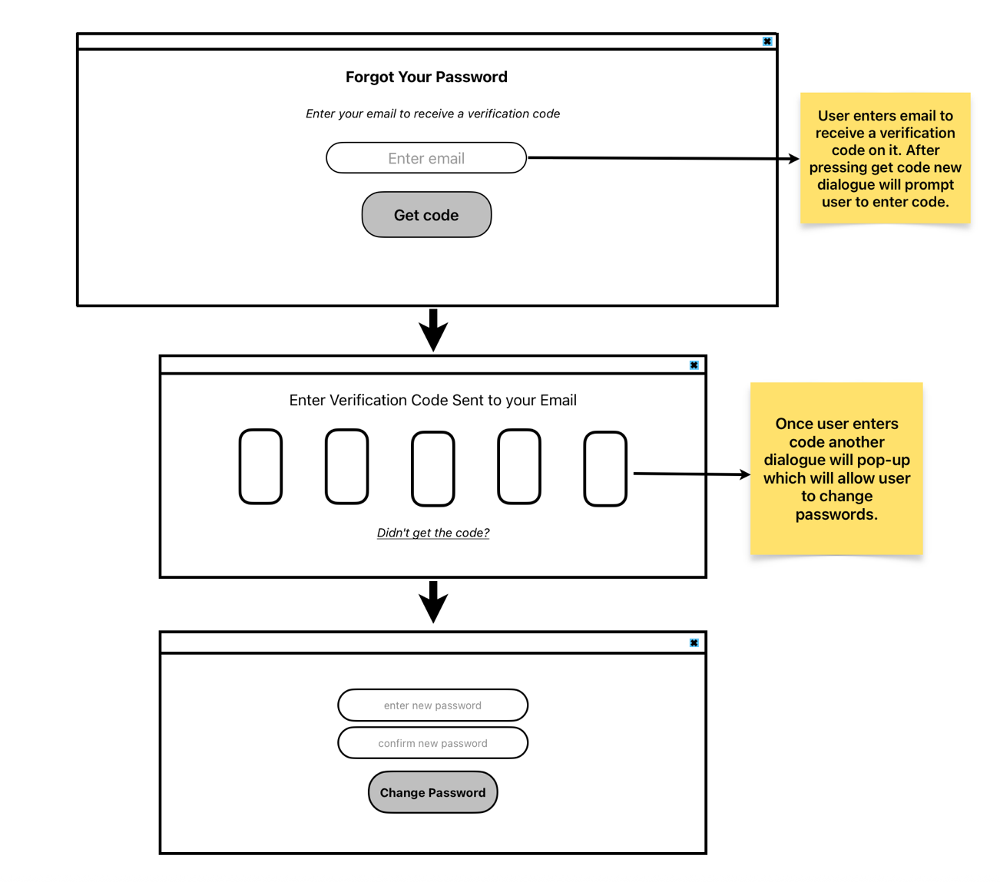 Forgot Your Password
Enter your email to receive a verification code
Enter email
Get code
User enters email to
receive a verification
code on it. After
pressing get code new
dialogue will prompt
user to enter code.
Enter Verification Code Sent to your Email
Didn't get the code?
Once user enters
code another
dialogue will pop-up
which will allow user
to change
passwords.
enter new password
confirm new password
Change Password